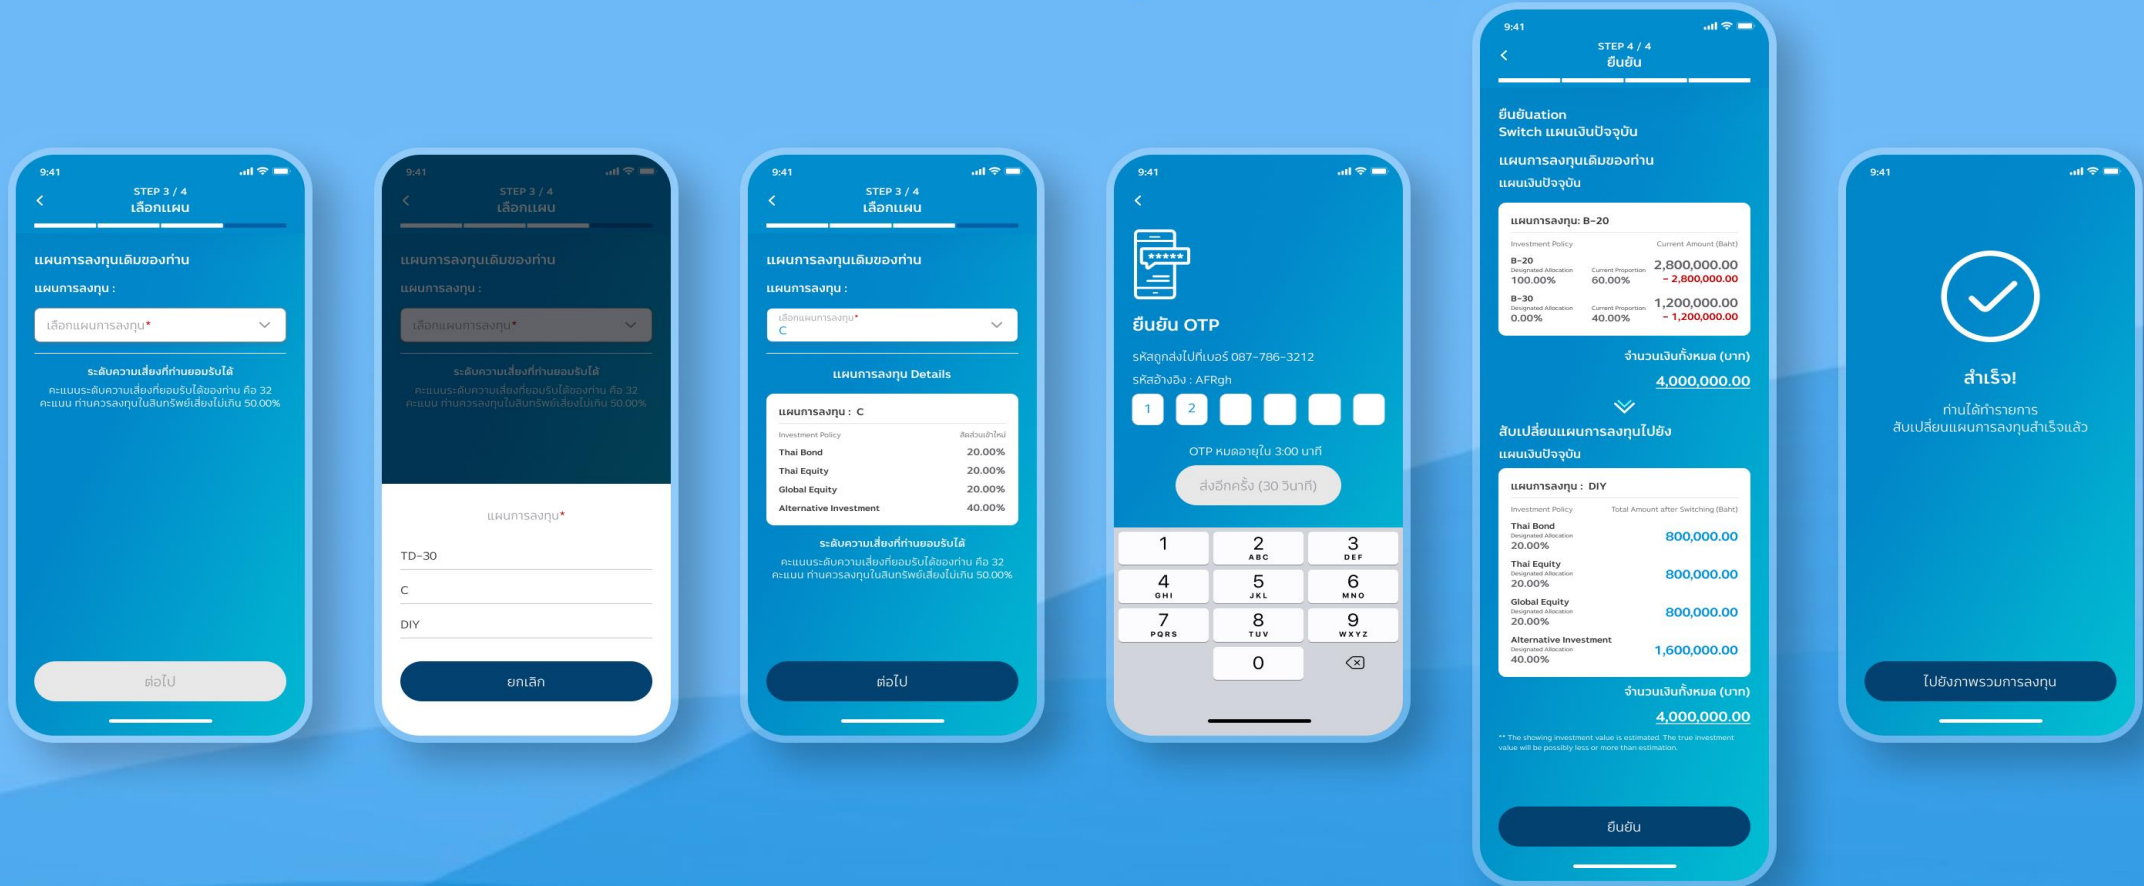 9:41
STEP 3 / 4
เลือกแผน
แผนการลงทุนเดิมของท่าน
แผนการลงทุน :
เลือกแผนการลงทุน*
ระดับความเสี่ยงที่ท่านยอมรับได้
คะแนนระดับความเสี่ยงที่ยอมรับได้ของท่าน คือ 32
คะแนน ท่านควรลงทุนในสินทรัพย์เสี่ยงไม่เกิน 50.00%
ต่อไป
9:41
STEP 3 / 4
เลือกแผน
แผนการลงทุนเดิมของท่าน
แผนการลงทุน :
เลือกแผนการลงทุน*
ระดับความเสี่ยงที่ท่านยอมรับได้
คะแนนระดับความเสี่ยงที่ยอมรับได้ของท่าน คือ 32
คะแนน ท่านควรลงทุนในสินทรัพย์เสี่ยงไม่เกิน 50.00%
แผนการลงทุน*
TD-30
C
DIY
ยกเลิก
9:41
STEP 3 / 4
เลือกแผน
แผนการลงทุนเดิมของท่าน
แผนการลงทุน :
เลือกแผนการลงทุน*
C
แผนการลงทุน Details
แผนการลงทุน : C
Investment Policy สัดส่วนเข้าใหม่
Thai Bond 20.00%
Thai Equity 20.00%
Global Equity 20.00%
Alternative Investment 40.00%
ระดับความเสี่ยงที่ท่านยอมรับได้
คะแนนระดับความเสี่ยงที่ยอมรับได้ของท่าน คือ 32
คะแนน ท่านควรลงทุนในสินทรัพย์เสี่ยงไม่เกิน 50.00%
ต่อไป
9:41
*****
ยืนยัน OTP
รหัสถูกส่งไปที่เบอร์ 087-786-3212
รหัสอ้างอิง : AFRgh
1 2
OTP หมดอายุใน 3:00 นาที
ส่งอีกครั้ง (30 วินาที)
1 2 3
ABC DEF
4 5 6
GHI JKL MNO
7 8 9
PQRS TUV WXYZ
0
9:41
STEP 4 / 4
ยืนยัน
ยืนยันation
Switch แผนเงินปัจจุบัน
แผนการลงทุนเดิมของท่าน
แผนเงินปัจจุบัน
แผนการลงทุน: B-20
Investment Policy Current Amount (Baht)
B-20 2,800,000.00
Designated Allocation Current Proportion
100.00% 60.00% - 2,800,000.00
B-30 1,200,000.00
Designated Allocation Current Proportion
0.00% 40.00% - 1,200,000.00
จำนวนเงินทั้งหมด (บาท)
4,000,000.00
สับเปลี่ยนแผนการลงทุนไปยัง
แผนเงินปัจจุบัน
แผนการลงทุน : DIY
Investment Policy Total Amount after Switching (Baht)
Thai Bond
Designated Allocation
20.00% 800,000.00
Thai Equity
Designated Allocation
20.00% 800,000.00
Global Equity
Designated Allocation
20.00% 800,000.00
Alternative Investment
Designated Allocation
40.00% 1,600,000.00
จำนวนเงินทั้งหมด (บาท)
4,000,000.00
** The showing investment value is estimated. The true investment
value will be possibly less or more than estimation.
ยืนยัน
9:41
สำเร็จ!
ท่านได้ทำรายการ
สับเปลี่ยนแผนการลงทุนสำเร็จแล้ว
ไปยังภาพรวมการลงทุน